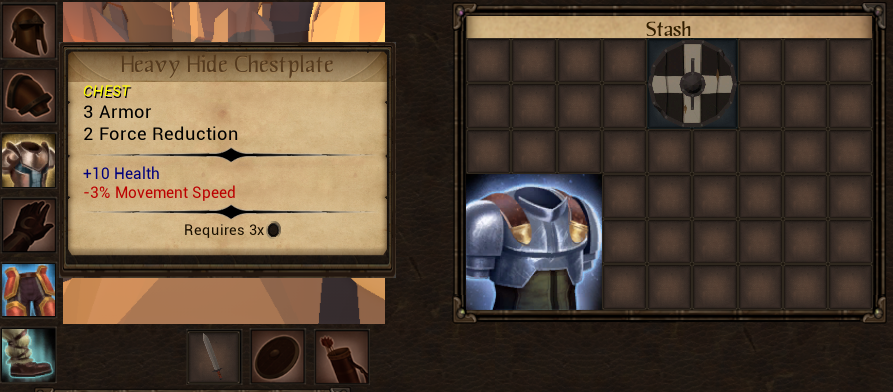 Heavy Hide Chestplate
CHEST
3 Armor
2 Force Reduction
+10 Health
-3% Movement Speed
Requires 3x
Stash